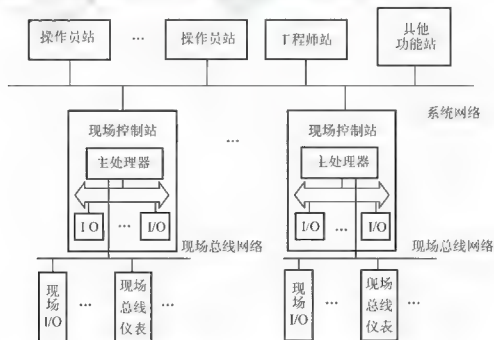 操作员站 … 操作员站 工程师站 其他
功能站
系统网络
现场控制站 … 现场控制站
主处理器 主处理器
I/O … I/O I/O … I/O
现场总线网络 现场总线网络
现场
I/O
…
现场
总线
仪表
…
现场
I/O
…
现场
总线
仪表
…